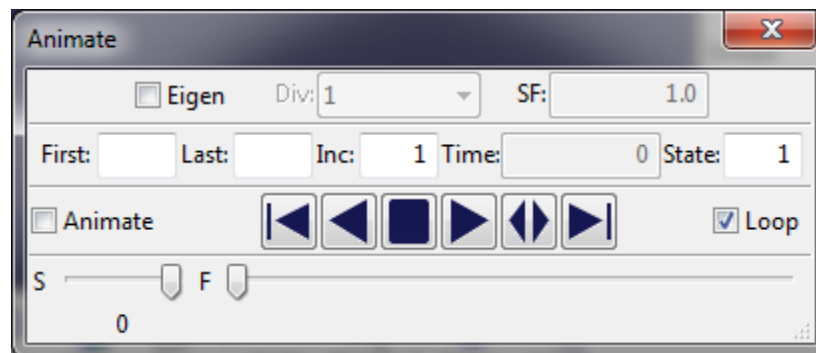 Animate
Eigen Div: 1 SF: 1.0
First: Last: Inc: 1 Time: 0 State: 1
Animate Loop
S F
0